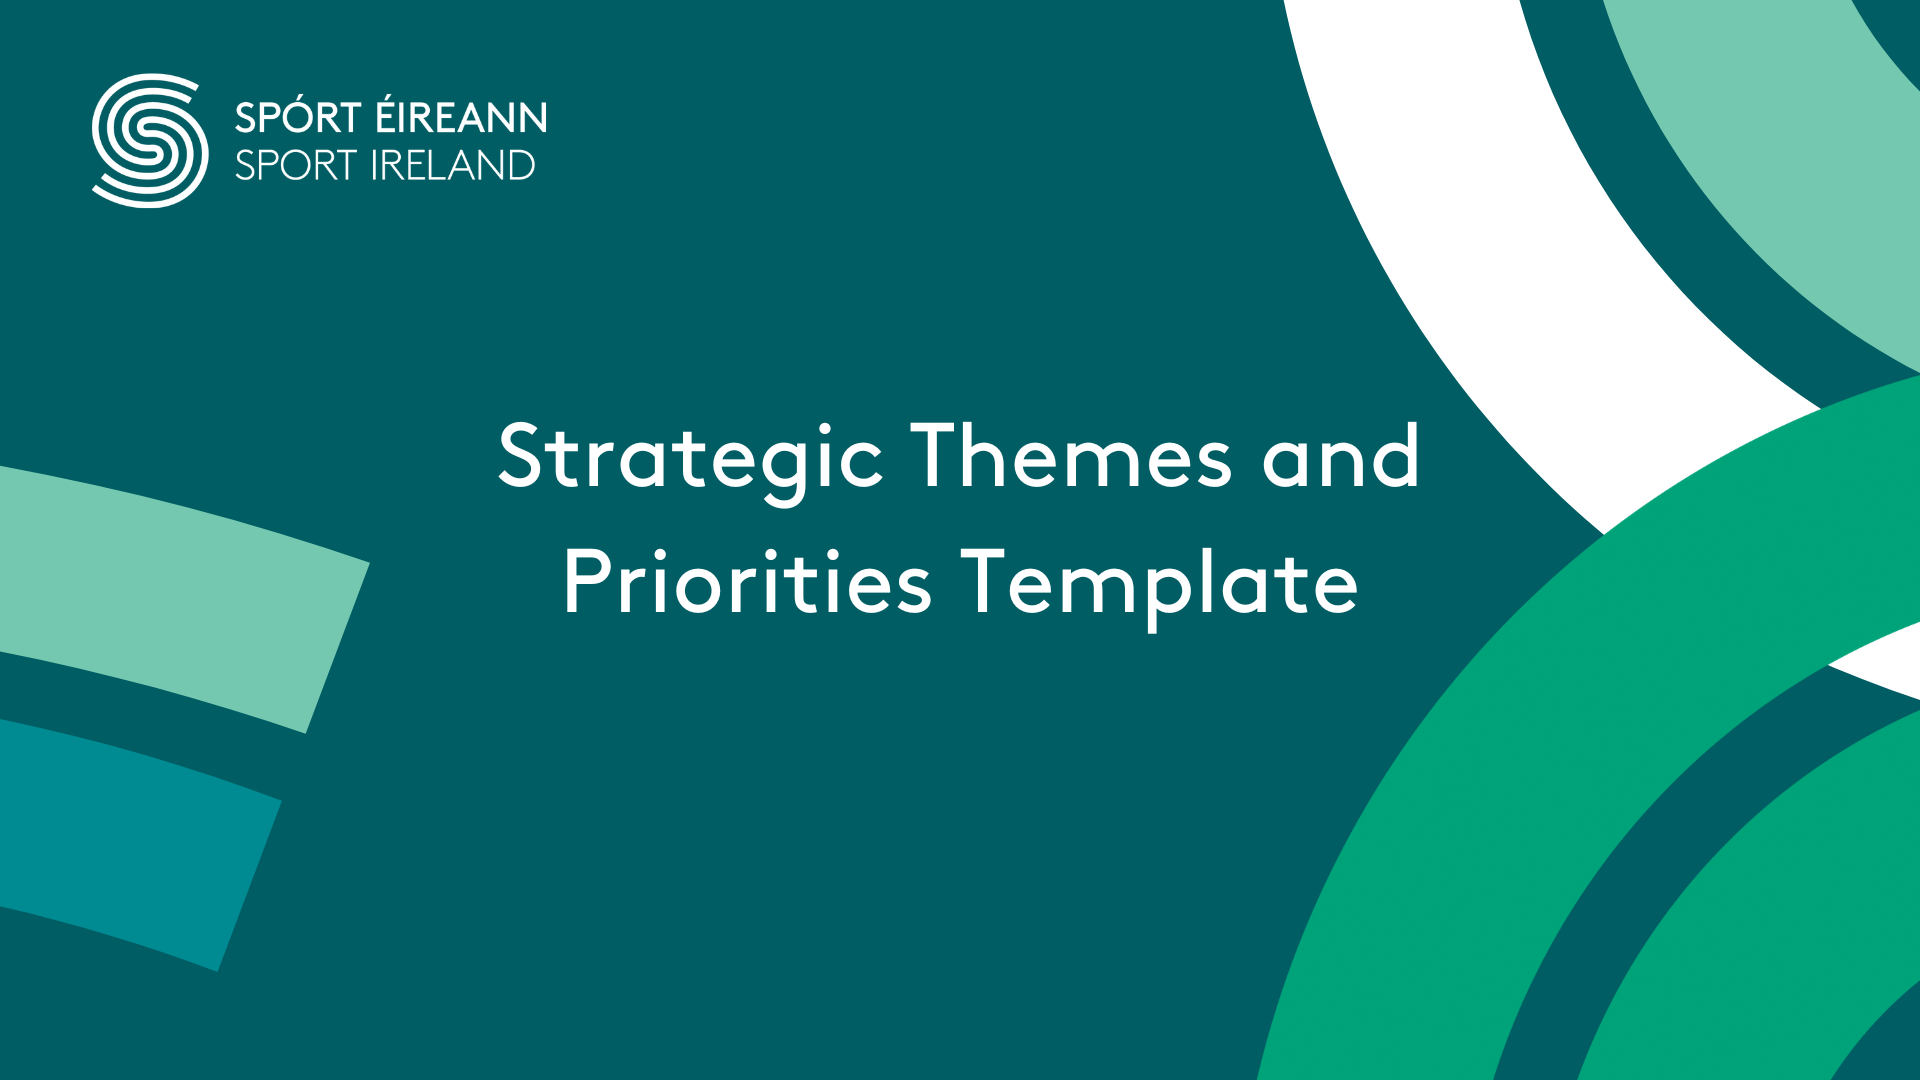 SPÓRT ÉIREANN
SPORT IRELAND
Strategic Themes and
Priorities Template